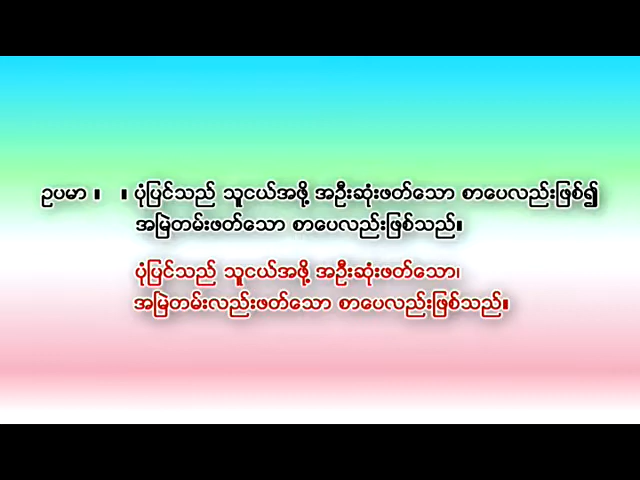 ဥပမာ ။ ။ ပုံပြင်သည် သူငယ်အဖို့ အဦးဆုံးဖတ်သော စာပေလည်းဖြစ်၍
အမြဲတမ်းဖတ်သော စာပေလည်းဖြစ်သည်။
ပုံပြင်သည် သူငယ်အဖို့ အဦးဆုံးဖတ်သော၊
အမြဲတမ်းလည်းဖတ်သော စာပေလည်းဖြစ်သည်။